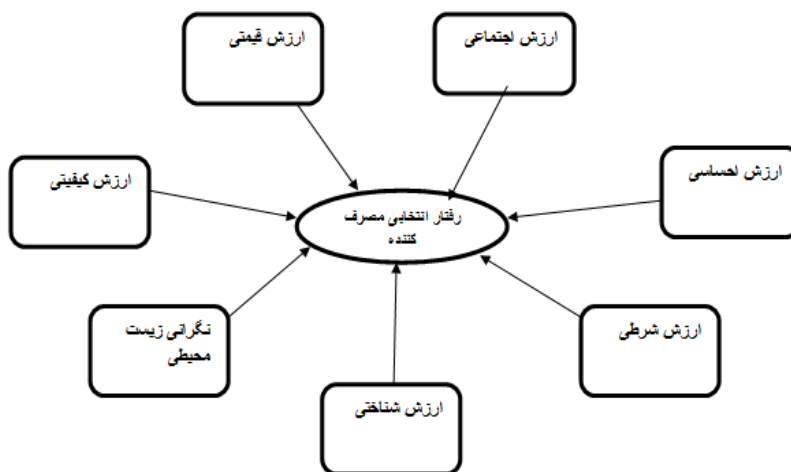 ارزش اجتماعی
ارزش قیمتی
ارزش احساسی
ارزش کیفیتی
رفتار انتخابی مصرف
کننده
نگرانی زیست
محیطی
ارزش شرطی
ارزش شناختی